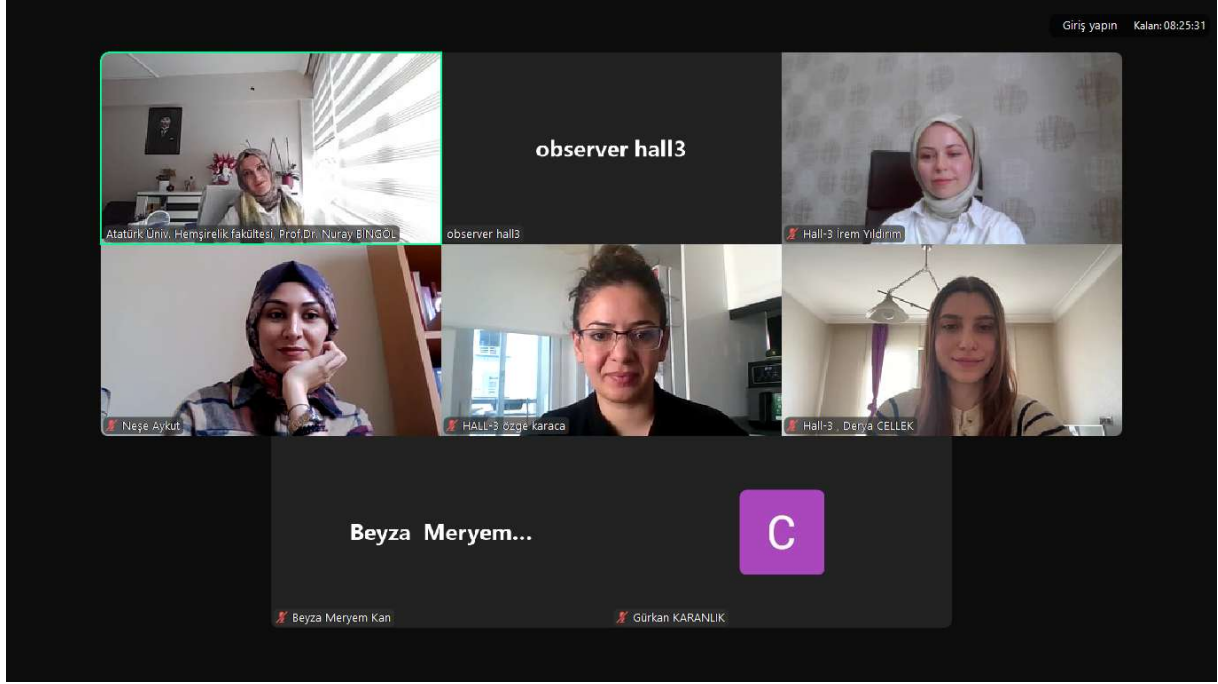 Giriş yapın Kalan: 08:25:31
observer hall3
Atatürk Üniv. Hemşirelik fakültesi, Prof.Dr. Nuray BİNGÖL
observer hall3
Hall-3 İrem Yıldırım
Neşe Aykut
HALL-3 özge karaca
Hall-3 , Derya CELLEK
Beyza Meryem...
C
Beyza Meryem Kan
Gürkan KARANLIK